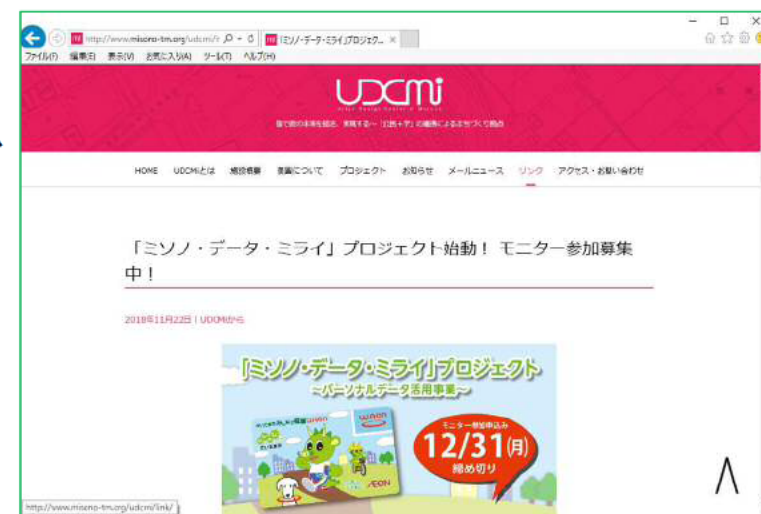 http://www.misono-tm.org/udcmi/
「ミソノ・データ・ミライ」プロジェク...
ファイル(F) 編集(E) 表示(V) お気に入り(A) ツール(T) ヘルプ(H)
UDCMi
HOME UDCMiとは 施設概要 美園について プロジェクト お知らせ メールニュース リンク アクセス・お問い合わせ
「ミソノ・データ・ミライ」プロジェクト始動! モニター参加募集
中!
2018年11月22日 | UDCMiから
「ミソノ・データ・ミライ」プロジェクト
~パーソナルデータ活用事業~
モニター参加申込み
12/31(月)
締め切り
waon
AEON
http://www.misono-tm.org/udcmi/link/